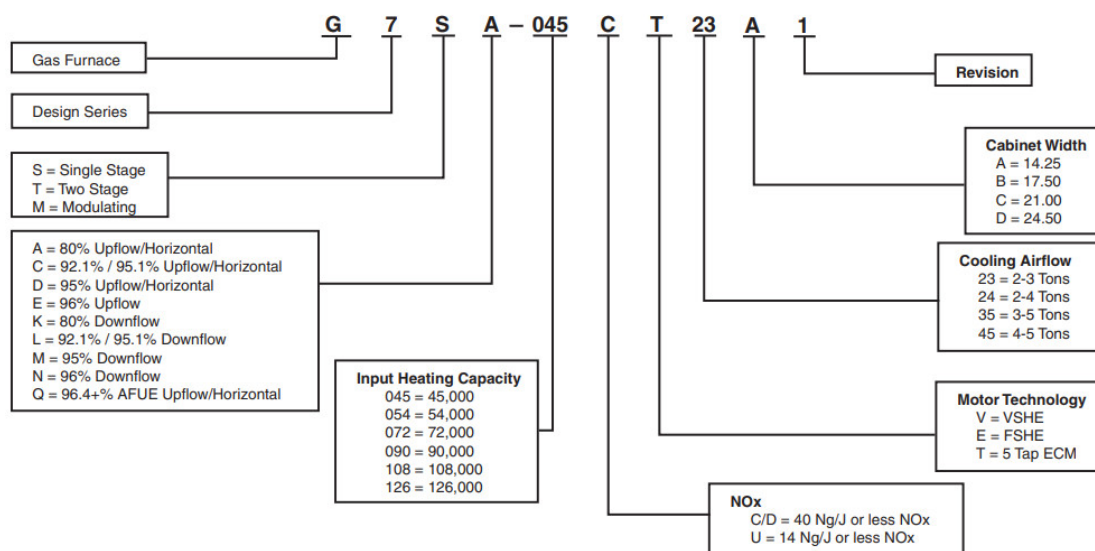 G 7 S A – 045 C T 23 A 1
Gas Furnace
Revision
Design Series
S = Single Stage
T = Two Stage
M = Modulating
Cabinet Width
A = 14.25
B = 17.50
C = 21.00
D = 24.50
A = 80% Upflow/Horizontal
C = 92.1% / 95.1% Upflow/Horizontal
D = 95% Upflow/Horizontal
E = 96% Upflow
K = 80% Downflow
L = 92.1% / 95.1% Downflow
M = 95% Downflow
N = 96% Downflow
Q = 96.4+% AFUE Upflow/Horizontal
Cooling Airflow
23 = 2-3 Tons
24 = 2-4 Tons
35 = 3-5 Tons
45 = 4-5 Tons
Input Heating Capacity
045 = 45,000
054 = 54,000
072 = 72,000
090 = 90,000
108 = 108,000
126 = 126,000
Motor Technology
V = VSHE
E = FSHE
T = 5 Tap ECM
NOx
C/D = 40 Ng/J or less NOx
U = 14 Ng/J or less NOx